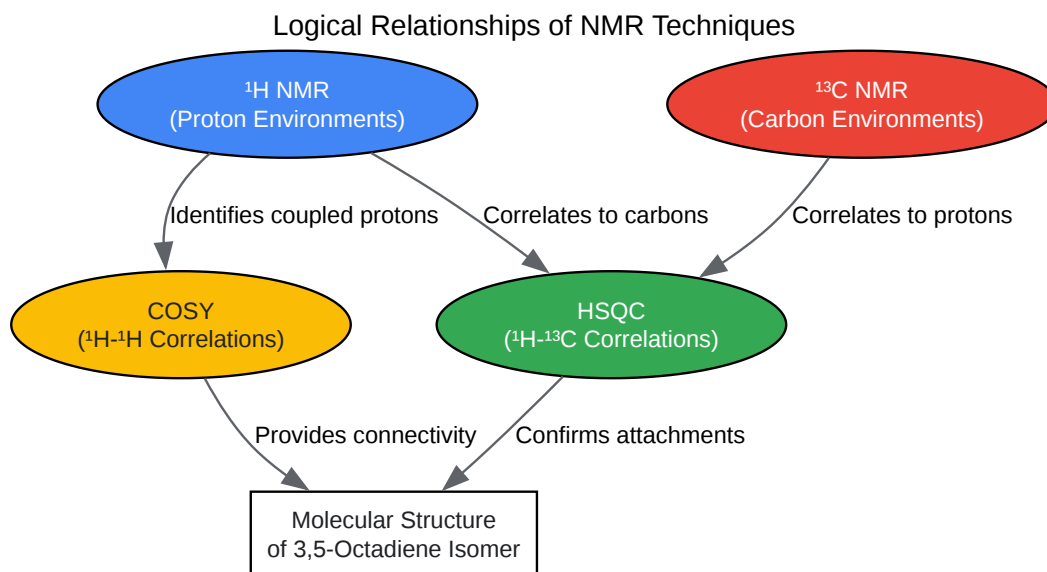 Logical Relationships of NMR Techniques
¹H NMR
(Proton Environments)
¹³C NMR
(Carbon Environments)
Identifies coupled protons
Correlates to carbons
Correlates to protons
COSY
(¹H-¹H Correlations)
HSQC
(¹H-¹³C Correlations)
Provides connectivity
Confirms attachments
Molecular Structure
of 3,5-Octadiene Isomer